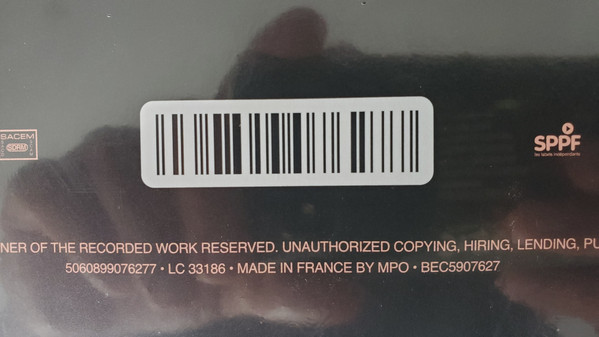 SACEM
SDRM
SPPF
les labels indépendants
NER OF THE RECORDED WORK RESERVED. UNAUTHORIZED COPYING, HIRING, LENDING, PU
5060899076277 • LC 33186 • MADE IN FRANCE BY MPO • BEC5907627